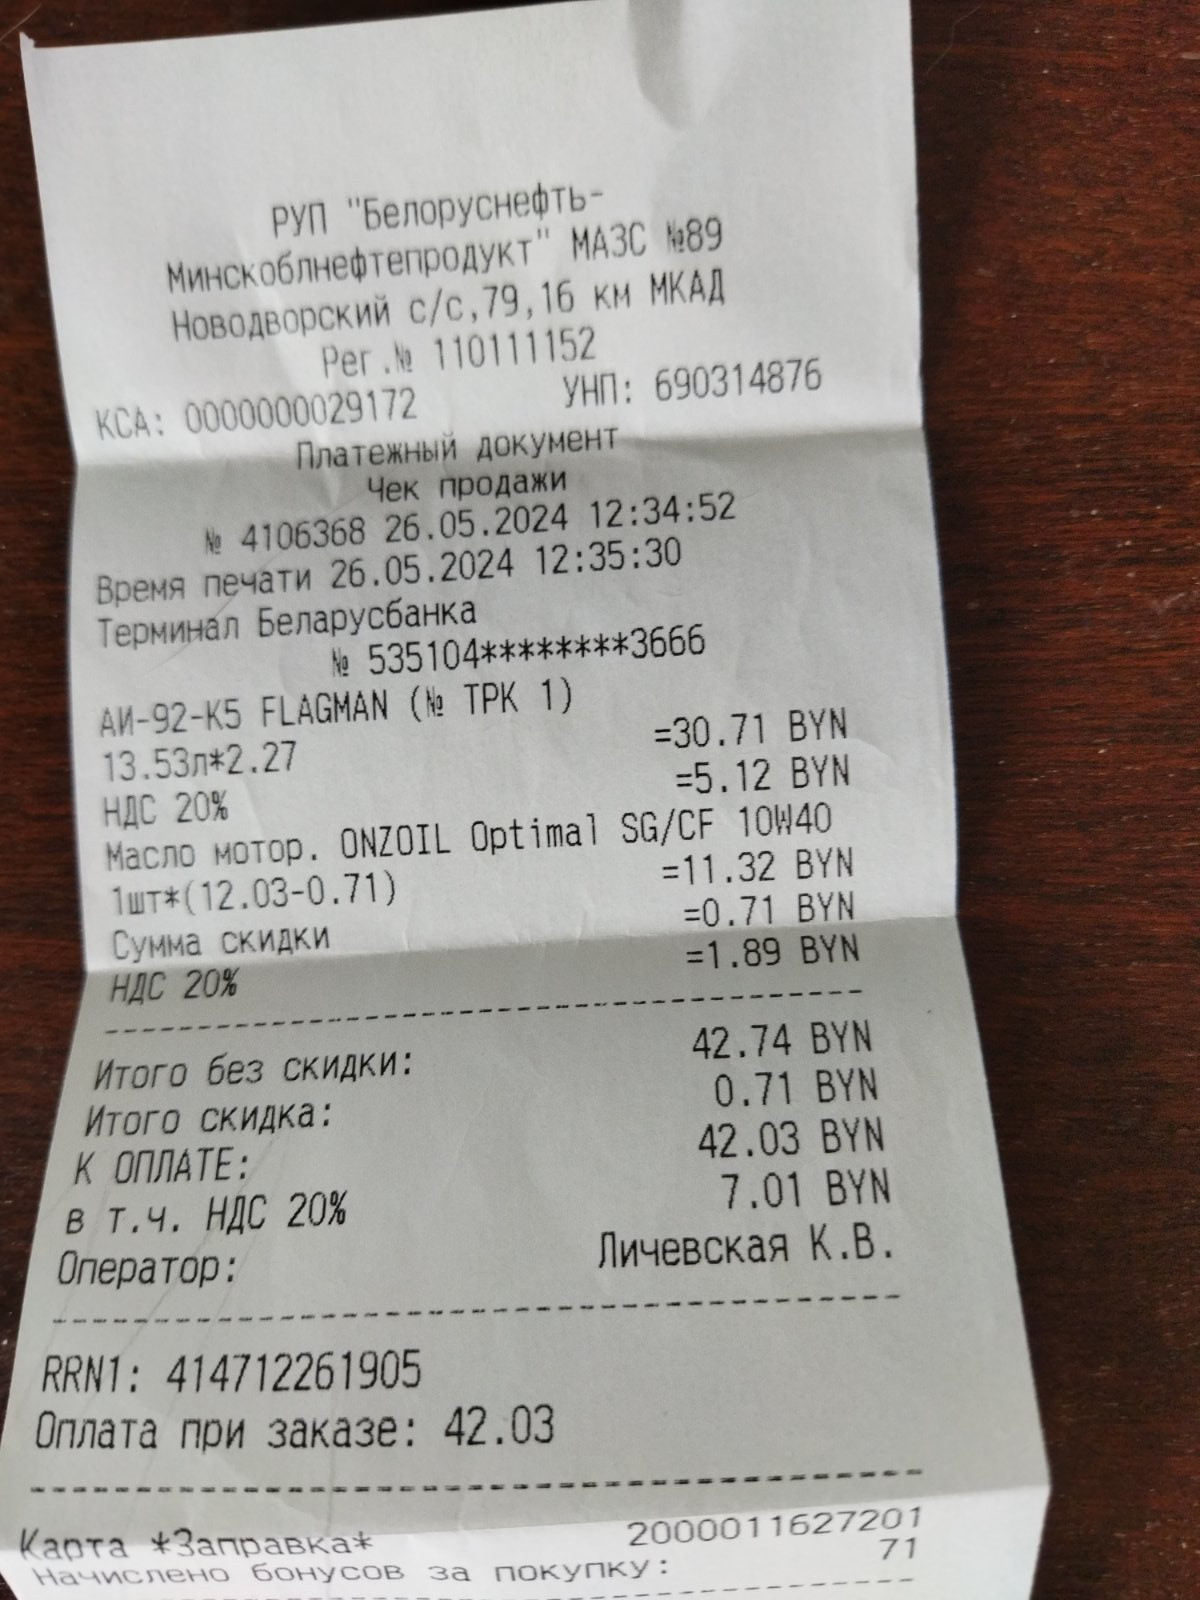 РУП "Белоруснефть-
Минскоблнефтепродукт" МАЗС №89
Новодворский с/с,79,16 км МКАД
Рег.№ 110111152
КСА: 0000000029172 УНП: 690314876
Платежный документ
Чек продажи
№ 4106368 26.05.2024 12:34:52
Время печати 26.05.2024 12:35:30
Терминал Беларусбанка
№ 535104********3666
АИ-92-К5 FLAGMAN (№ ТРК 1)
13.53л*2.27 =30.71 BYN
НДС 20% =5.12 BYN
Масло мотор. ONZOIL Optimal SG/CF 10W40
1шт*(12.03-0.71) =11.32 BYN
Сумма скидки =0.71 BYN
НДС 20% =1.89 BYN
Итого без скидки: 42.74 BYN
Итого скидка: 0.71 BYN
К ОПЛАТЕ: 42.03 BYN
в т.ч. НДС 20% 7.01 BYN
Оператор: Личевская К.В.
RRN1: 414712261905
Оплата при заказе: 42.03
Карта *Заправка* 2000011627201
Начислено бонусов за покупку: 71